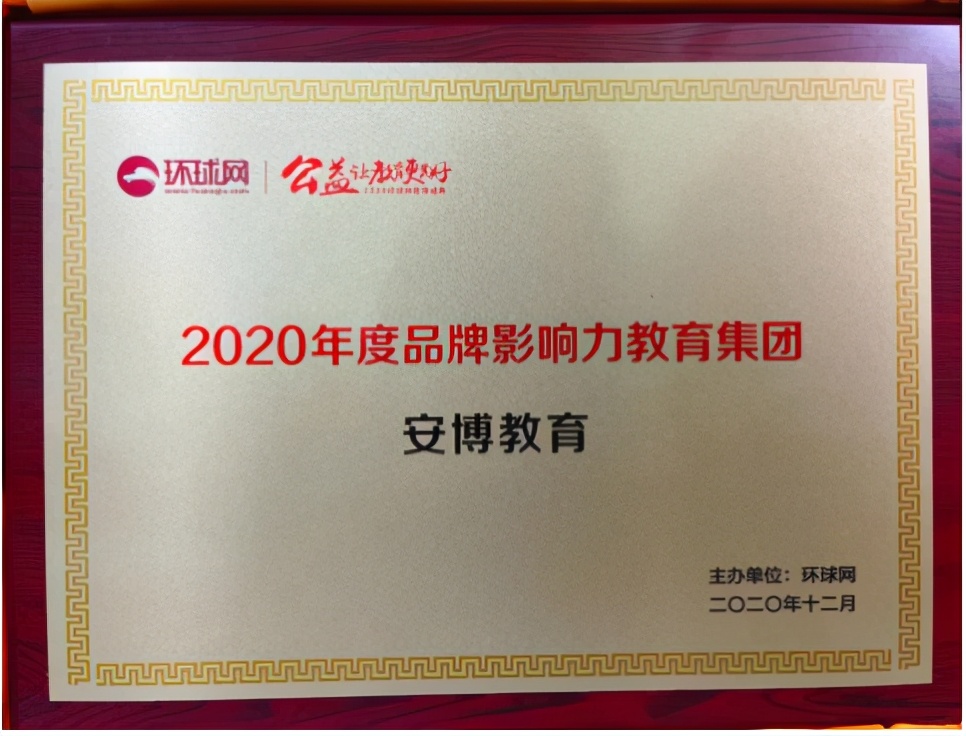 环球网 公益让教育更美好
2020年度品牌影响力教育集团
安博教育
主办单位：环球网
二〇二〇年十二月